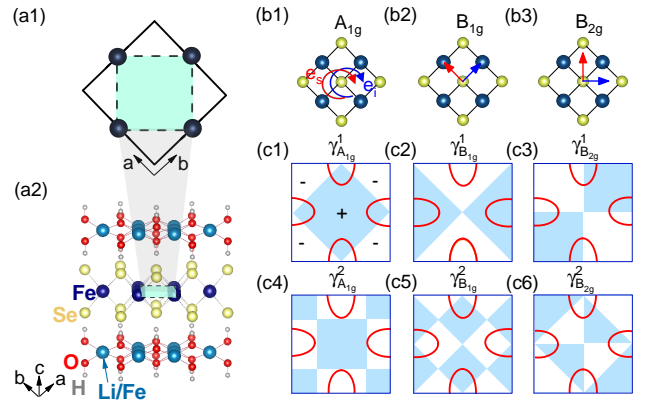 (a1)
a
b
(a2)
Fe
Se
O
H
Li/Fe
b
c
a
(b1)
A1g
es
ei
(b2)
B1g
(b3)
B2g
(c1)
γ¹A1g
-
-
+
-
-
(c2)
γ¹B1g
(c3)
γ¹B2g
(c4)
γ²A1g
(c5)
γ²B1g
(c6)
γ²B2g
H
H
H
H
H